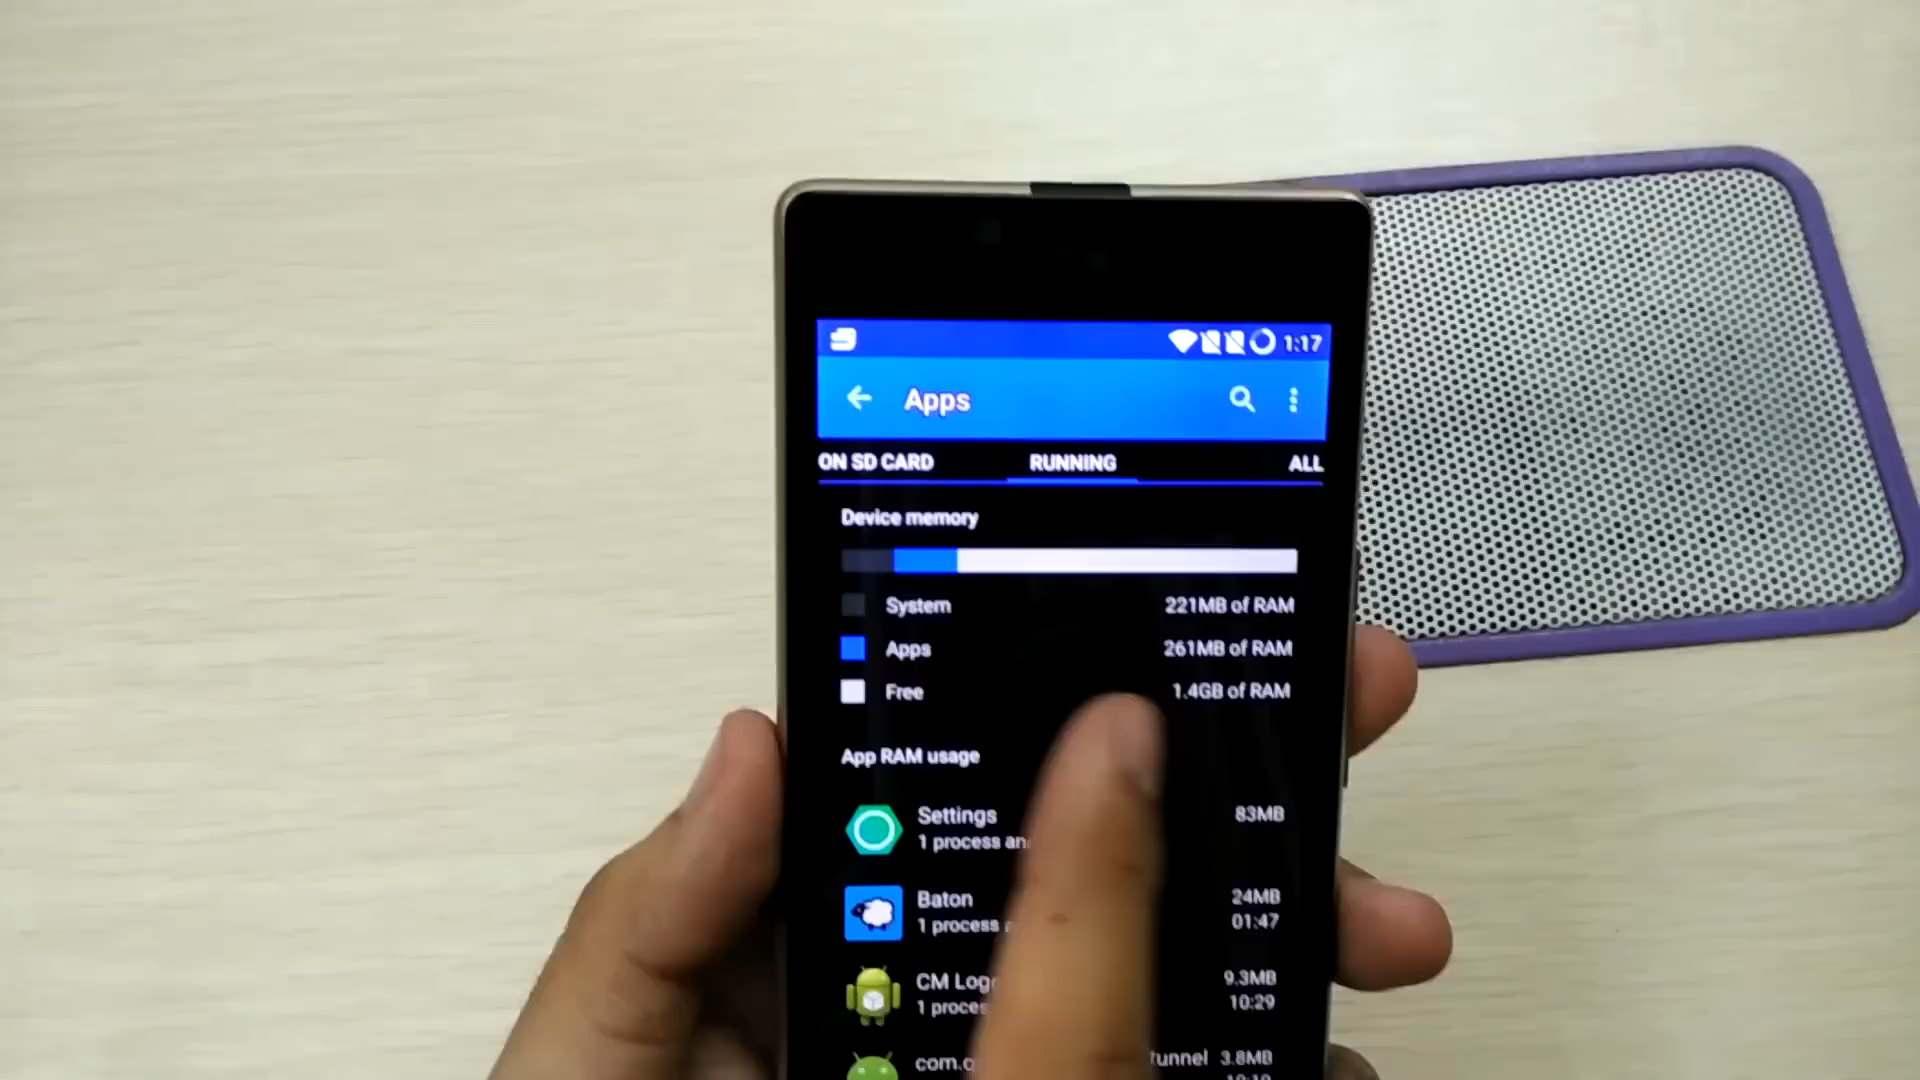 1:17
Apps
ON SD CARD RUNNING ALL
Device memory
System 221MB of RAM
Apps 261MB of RAM
Free 1.4GB of RAM
App RAM usage
Settings 83MB
1 process
Baton 24MB
1 process 01:47
CM 9.3MB
10:29
3.8MB